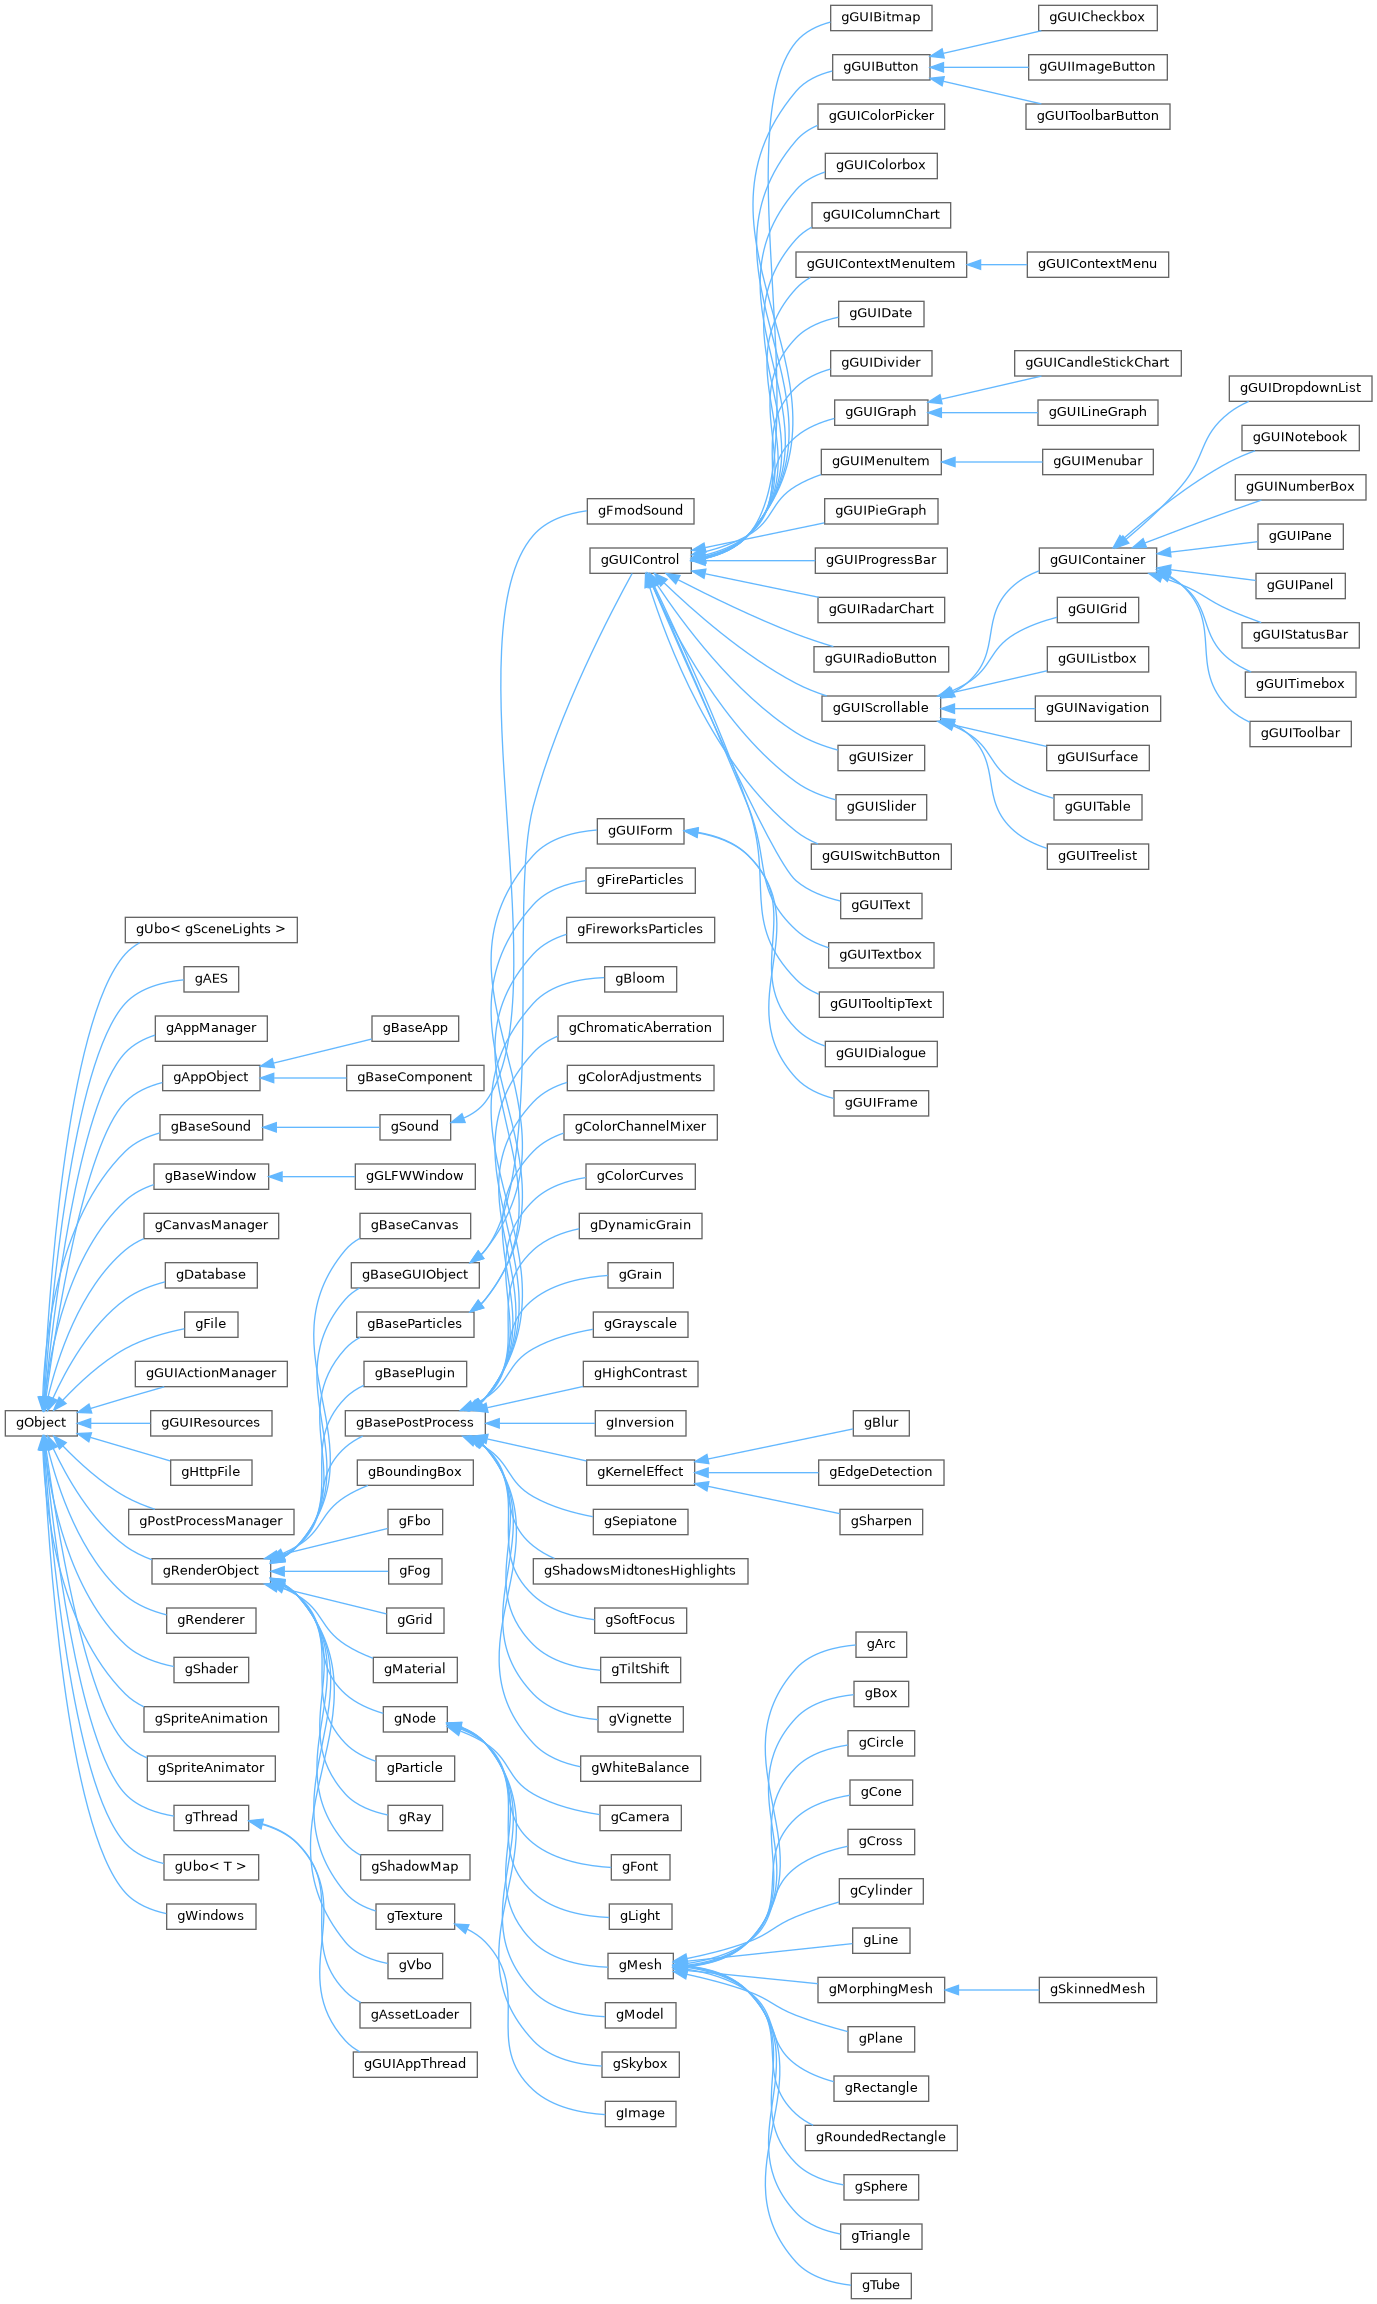 gGUIBitmap
gGUICheckbox
gGUIButton
gGUIImageButton
gGUIColorPicker
gGUIToolbarButton
gGUIColorbox
gGUIColumnChart
gGUIContextMenuItem
gGUIContextMenu
gGUIDate
gGUIDivider
gGUICandleStickChart
gGUIDropdownList
gGUIGraph
gGUILineGraph
gGUINotebook
gGUIMenuItem
gGUIMenubar
gGUINumberBox
gFmodSound
gGUIPieGraph
gGUIPane
gGUIControl
gGUIProgressBar
gGUIContainer
gGUIPanel
gGUIRadarChart
gGUIGrid
gGUIStatusBar
gGUIRadioButton
gGUIListbox
gGUITimebox
gGUIScrollable
gGUINavigation
gGUIToolbar
gGUISizer
gGUISurface
gGUISlider
gGUITable
gGUIForm
gGUISwitchButton
gGUITreelist
gFireParticles
gGUIText
gUbo< gSceneLights >
gFireworksParticles
gGUITextbox
gAES
gBloom
gGUITooltipText
gAppManager
gBaseApp
gChromaticAberration
gGUIDialogue
gAppObject
gBaseComponent
gColorAdjustments
gGUIFrame
gBaseSound
gSound
gColorChannelMixer
gBaseWindow
gGLFWWindow
gColorCurves
gCanvasManager
gBaseCanvas
gDynamicGrain
gDatabase
gBaseGUIObject
gGrain
gFile
gBaseParticles
gGrayscale
gGUIActionManager
gBasePlugin
gHighContrast
gObject
gGUIResources
gBasePostProcess
gInversion
gBlur
gHttpFile
gBoundingBox
gKernelEffect
gEdgeDetection
gPostProcessManager
gFbo
gSepiatone
gSharpen
gRenderObject
gFog
gShadowsMidtonesHighlights
gRenderer
gGrid
gSoftFocus
gArc
gShader
gMaterial
gTiltShift
gBox
gSpriteAnimation
gNode
gVignette
gCircle
gSpriteAnimator
gParticle
gWhiteBalance
gCone
gThread
gRay
gCamera
gCross
gUbo< T >
gShadowMap
gFont
gCylinder
gWindows
gTexture
gLight
gLine
gVbo
gMesh
gMorphingMesh
gSkinnedMesh
gAssetLoader
gModel
gPlane
gGUIAppThread
gSkybox
gRectangle
gImage
gRoundedRectangle
gSphere
gTriangle
gTube